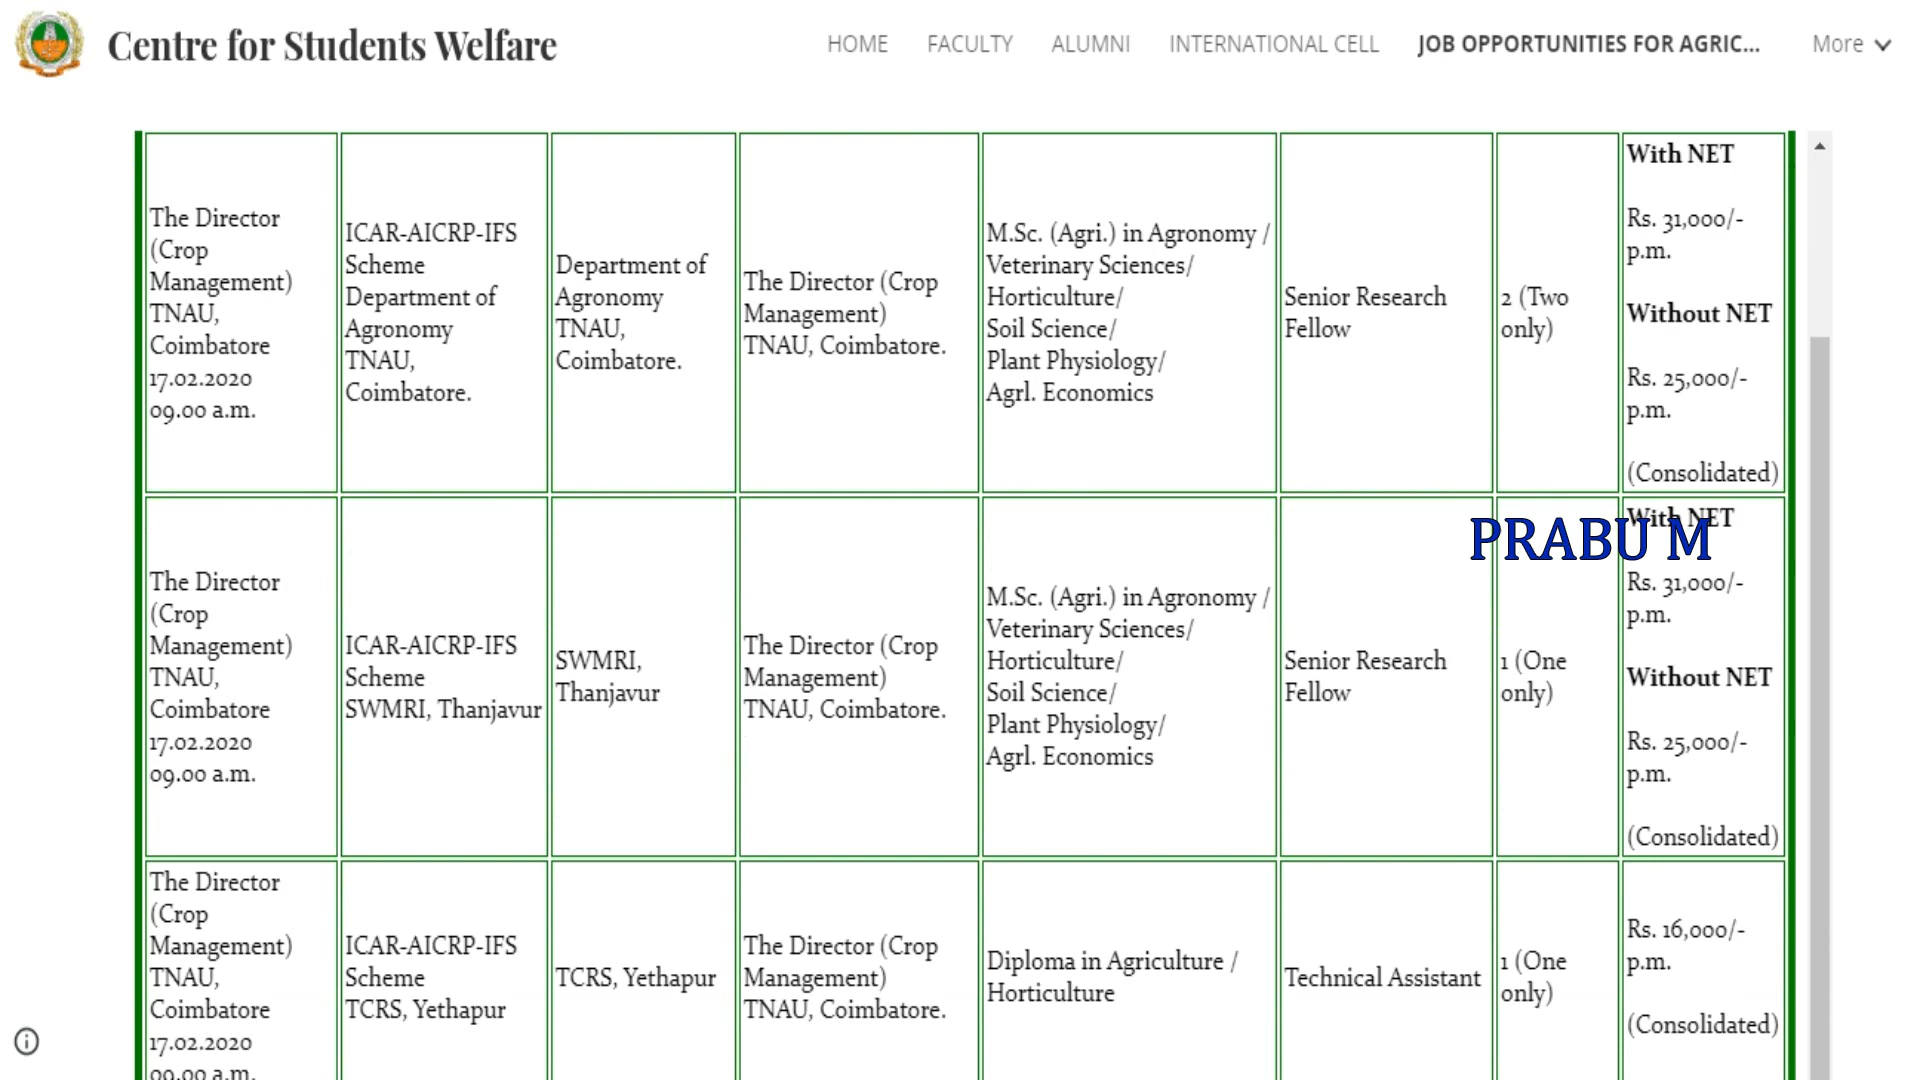 Centre for Students Welfare
HOME
FACULTY
ALUMNI
INTERNATIONAL CELL
JOB OPPORTUNITIES FOR AGRIC...
More
The Director
(Crop
Management)
TNAU,
Coimbatore
17.02.2020
09.00 a.m.
ICAR-AICRP-IFS
Scheme
Department of
Agronomy
TNAU,
Coimbatore.
Department of
Agronomy
TNAU,
Coimbatore.
The Director (Crop
Management)
TNAU, Coimbatore.
M.Sc. (Agri.) in Agronomy /
Veterinary Sciences/
Horticulture/
Soil Science/
Plant Physiology/
Agrl. Economics
Senior Research
Fellow
2 (Two
only)
With NET
Rs. 31,000/-
p.m.
Without NET
Rs. 25,000/-
p.m.
(Consolidated)
The Director
(Crop
Management)
TNAU,
Coimbatore
17.02.2020
09.00 a.m.
ICAR-AICRP-IFS
Scheme
SWMRI, Thanjavur
SWMRI,
Thanjavur
The Director (Crop
Management)
TNAU, Coimbatore.
M.Sc. (Agri.) in Agronomy /
Veterinary Sciences/
Horticulture/
Soil Science/
Plant Physiology/
Agrl. Economics
Senior Research
Fellow
1 (One
only)
With NET
PRABU M
Rs. 31,000/-
p.m.
Without NET
Rs. 25,000/-
p.m.
(Consolidated)
The Director
(Crop
Management)
TNAU,
Coimbatore
17.02.2020
09.00 a.m.
ICAR-AICRP-IFS
Scheme
TCRS, Yethapur
TCRS, Yethapur
The Director (Crop
Management)
TNAU, Coimbatore.
Diploma in Agriculture /
Horticulture
Technical Assistant
1 (One
only)
Rs. 16,000/-
p.m.
(Consolidated)